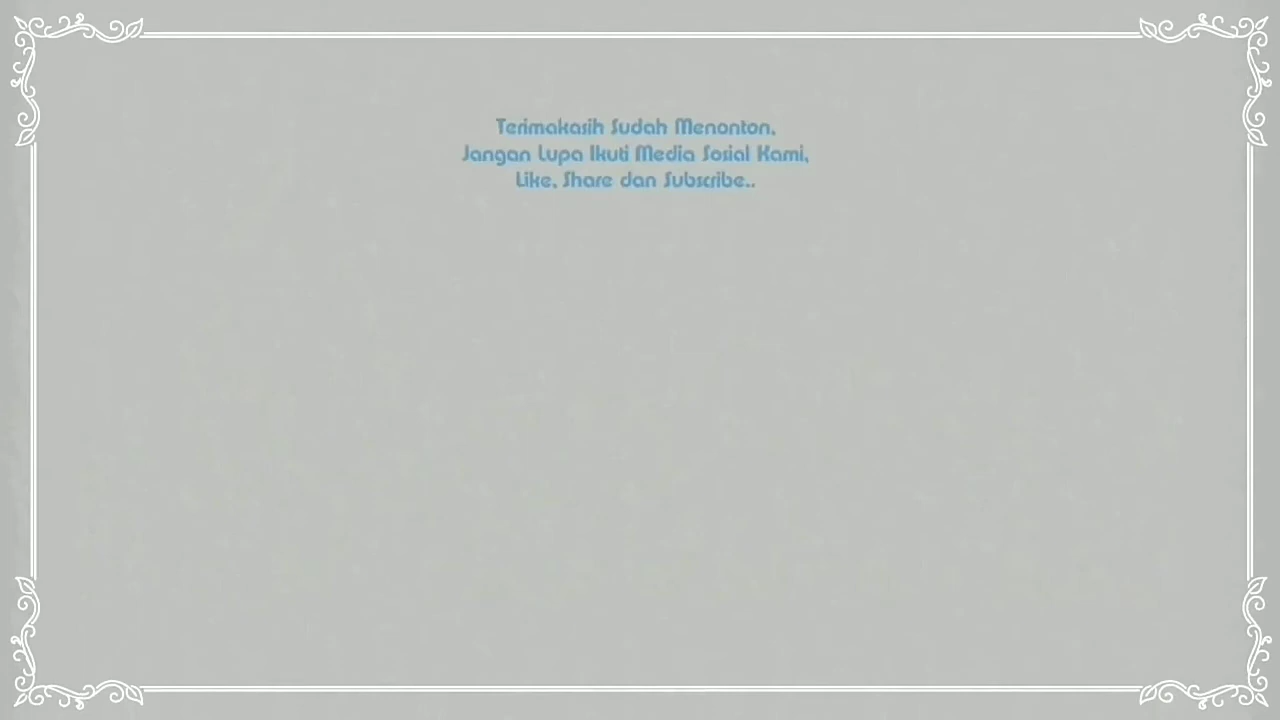 Terimakasih Sudah Menonton,
Jangan Lupa Ikuti Media Sosial Kami,
Like, Share dan Subscribe..